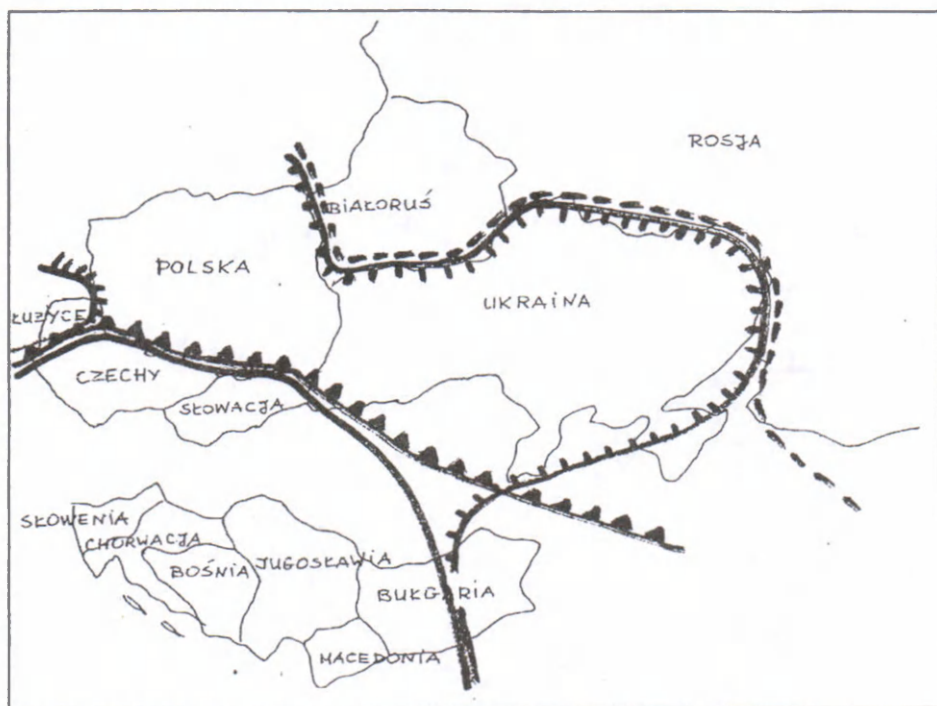 ROSJA
BIAŁORUŚ
POLSKA
UKRAINA
ŁUŻYCE
CZECHY
SŁOWACJA
SŁOWENIA
CHORWACJA
BOŚNIA
JUGOSŁAWIA
BUŁGARIA
MACEDONIA